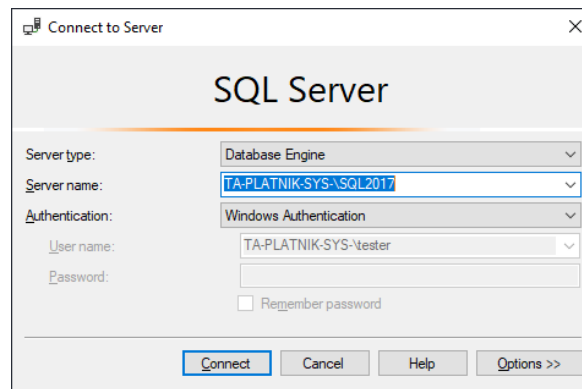 Connect to Server
SQL Server
Server type: Database Engine
Server name: TA-PLATNIK-SYS-\SQL2017
Authentication: Windows Authentication
User name: TA-PLATNIK-SYS-\tester
Password:
Remember password
Connect Cancel Help Options >>